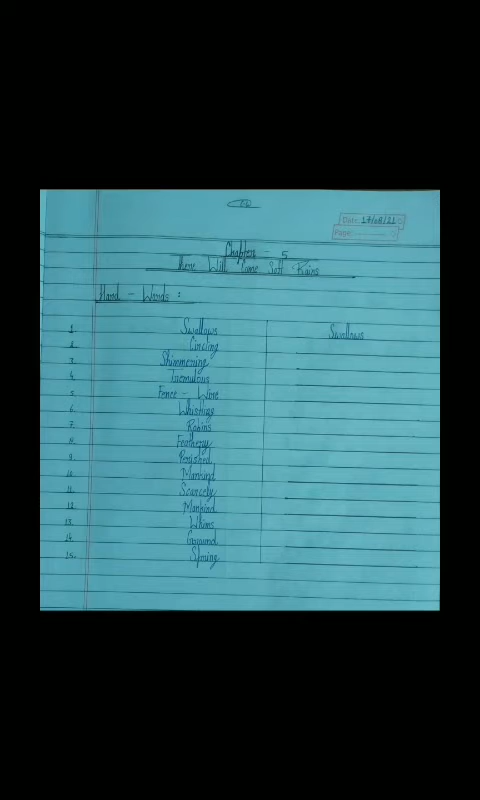 Date: 17/08/21
Page:
Chapter - 5
There Will Come Soft Rains
Hard - Words :
1. Swallows Swallows
2. Circling
3. Shimmering
4. Tremulous
5. Fence - Wire
6. Whistling
7. Robins
8. Feathery
9. Perished
10. Mankind
11. Scarcely
12. Mankind
13. Whims
14. Ground
15. Spring